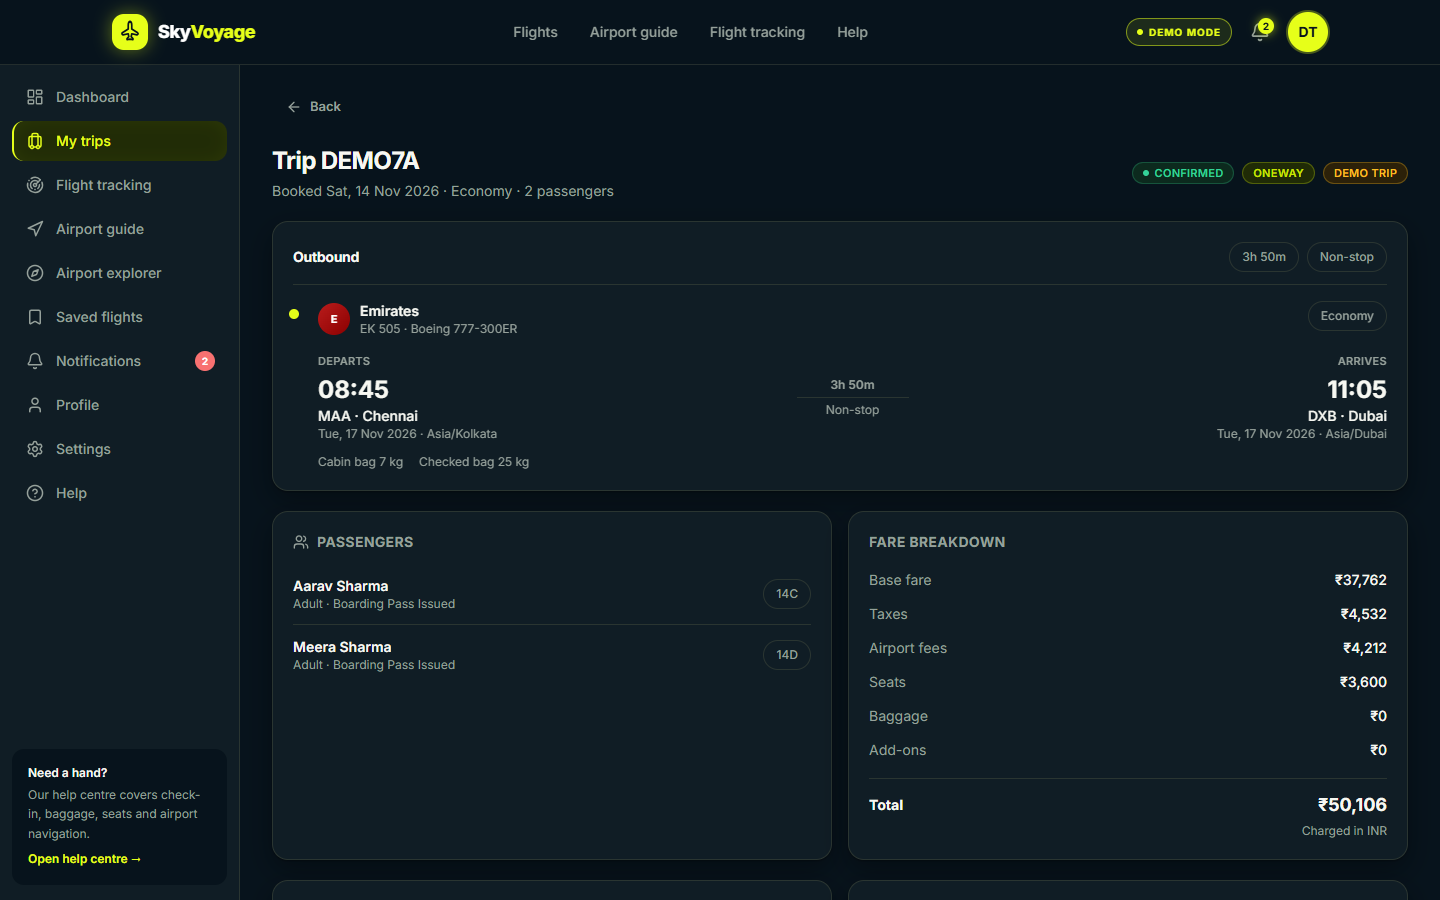 SkyVoyage
Flights
Airport guide
Flight tracking
Help
DEMO MODE
2
DT
Dashboard
My trips
Flight tracking
Airport guide
Airport explorer
Saved flights
Notifications
2
Profile
Settings
Help
Need a hand?
Our help centre covers check-
in, baggage, seats and airport
navigation.
Open help centre →
Back
Trip DEMO7A
Booked Sat, 14 Nov 2026 · Economy · 2 passengers
CONFIRMED
ONEWAY
DEMO TRIP
Outbound
3h 50m
Non-stop
E
Emirates
EK 505 · Boeing 777-300ER
Economy
DEPARTS
08:45
MAA · Chennai
Tue, 17 Nov 2026 · Asia/Kolkata
3h 50m
Non-stop
ARRIVES
11:05
DXB · Dubai
Tue, 17 Nov 2026 · Asia/Dubai
Cabin bag 7 kg
Checked bag 25 kg
PASSENGERS
Aarav Sharma
Adult · Boarding Pass Issued
14C
Meera Sharma
Adult · Boarding Pass Issued
14D
FARE BREAKDOWN
Base fare ₹37,762
Taxes ₹4,532
Airport fees ₹4,212
Seats ₹3,600
Baggage ₹0
Add-ons ₹0
Total ₹50,106
Charged in INR